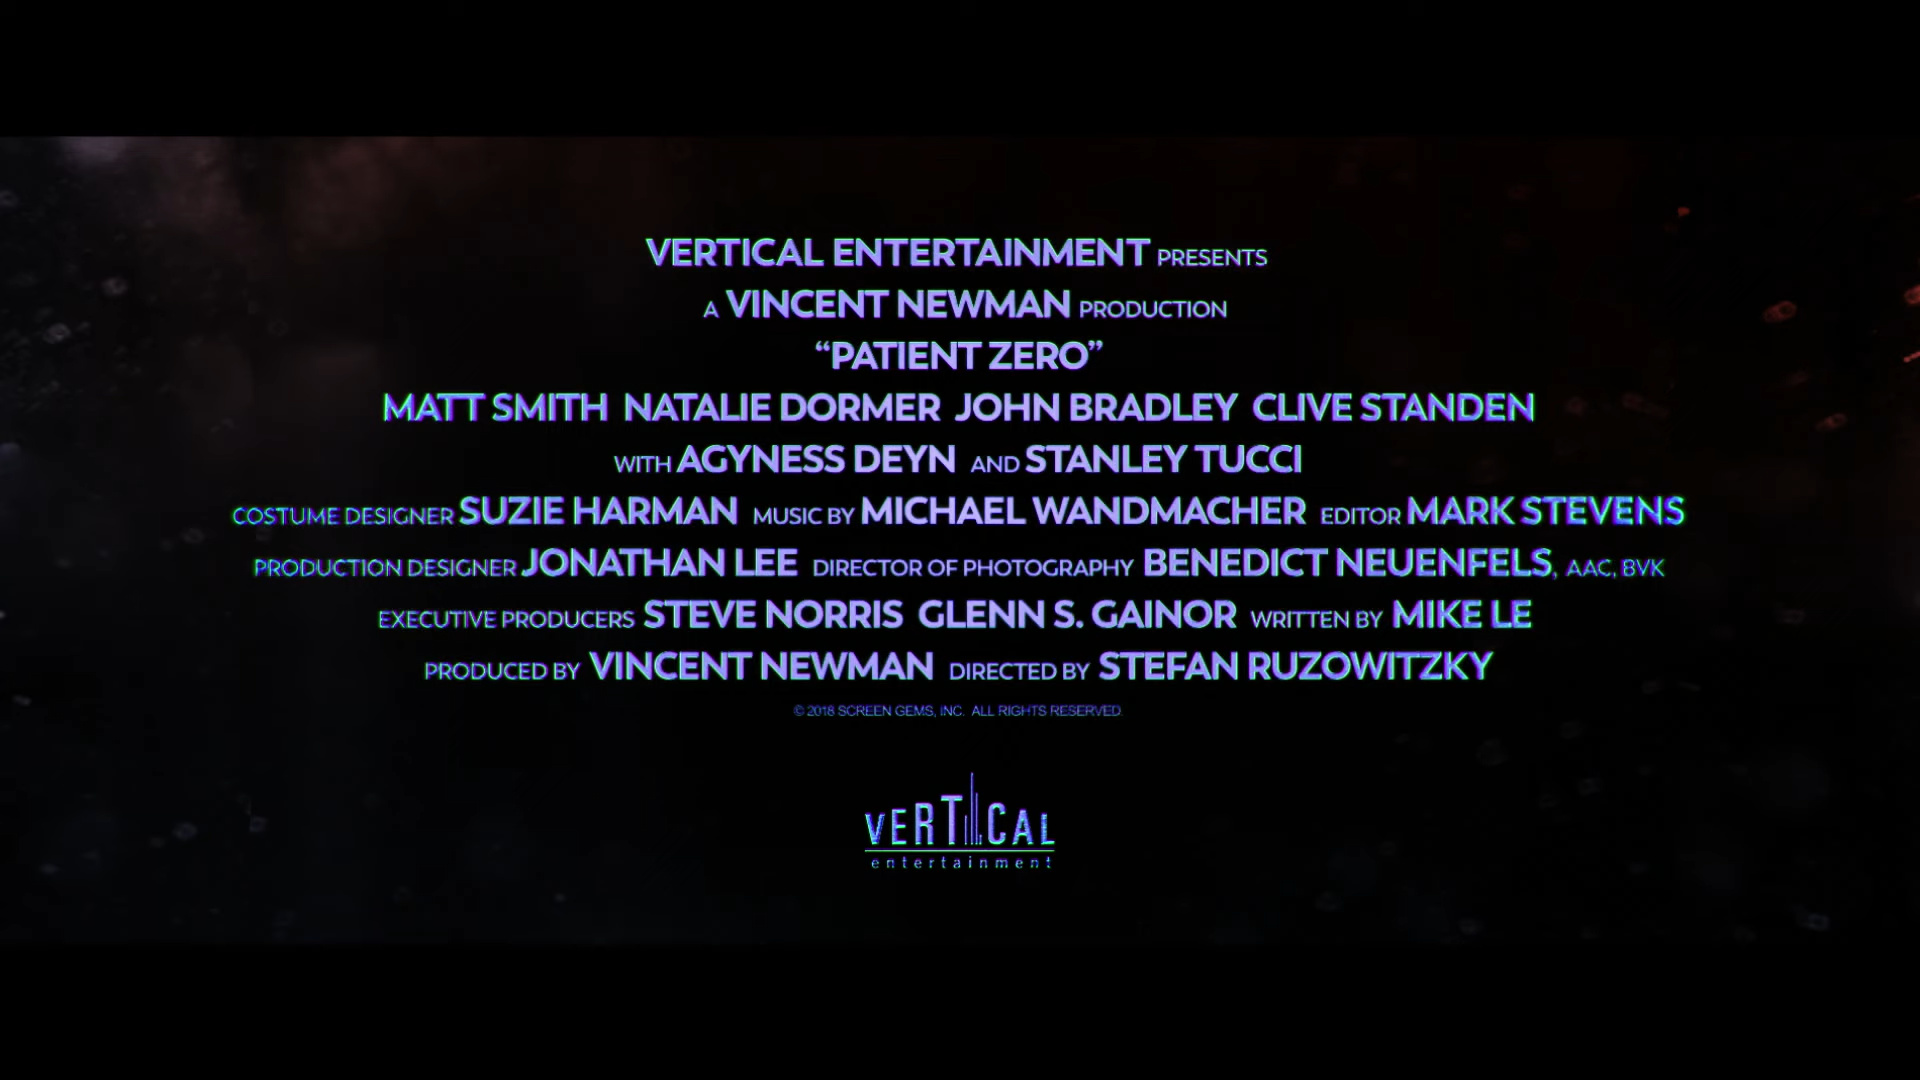 VERTICAL ENTERTAINMENT PRESENTS
A VINCENT NEWMAN PRODUCTION
“PATIENT ZERO”
MATT SMITH NATALIE DORMER JOHN BRADLEY CLIVE STANDEN
WITH AGYNESS DEYN AND STANLEY TUCCI
COSTUME DESIGNER SUZIE HARMAN MUSIC BY MICHAEL WANDMACHER EDITOR MARK STEVENS
PRODUCTION DESIGNER JONATHAN LEE DIRECTOR OF PHOTOGRAPHY BENEDICT NEUENFELS, AAC, BVK
EXECUTIVE PRODUCERS STEVE NORRIS GLENN S. GAINOR WRITTEN BY MIKE LE
PRODUCED BY VINCENT NEWMAN DIRECTED BY STEFAN RUZOWITZKY
© 2018 SCREEN GEMS, INC. ALL RIGHTS RESERVED.
VERTICAL
entertainment